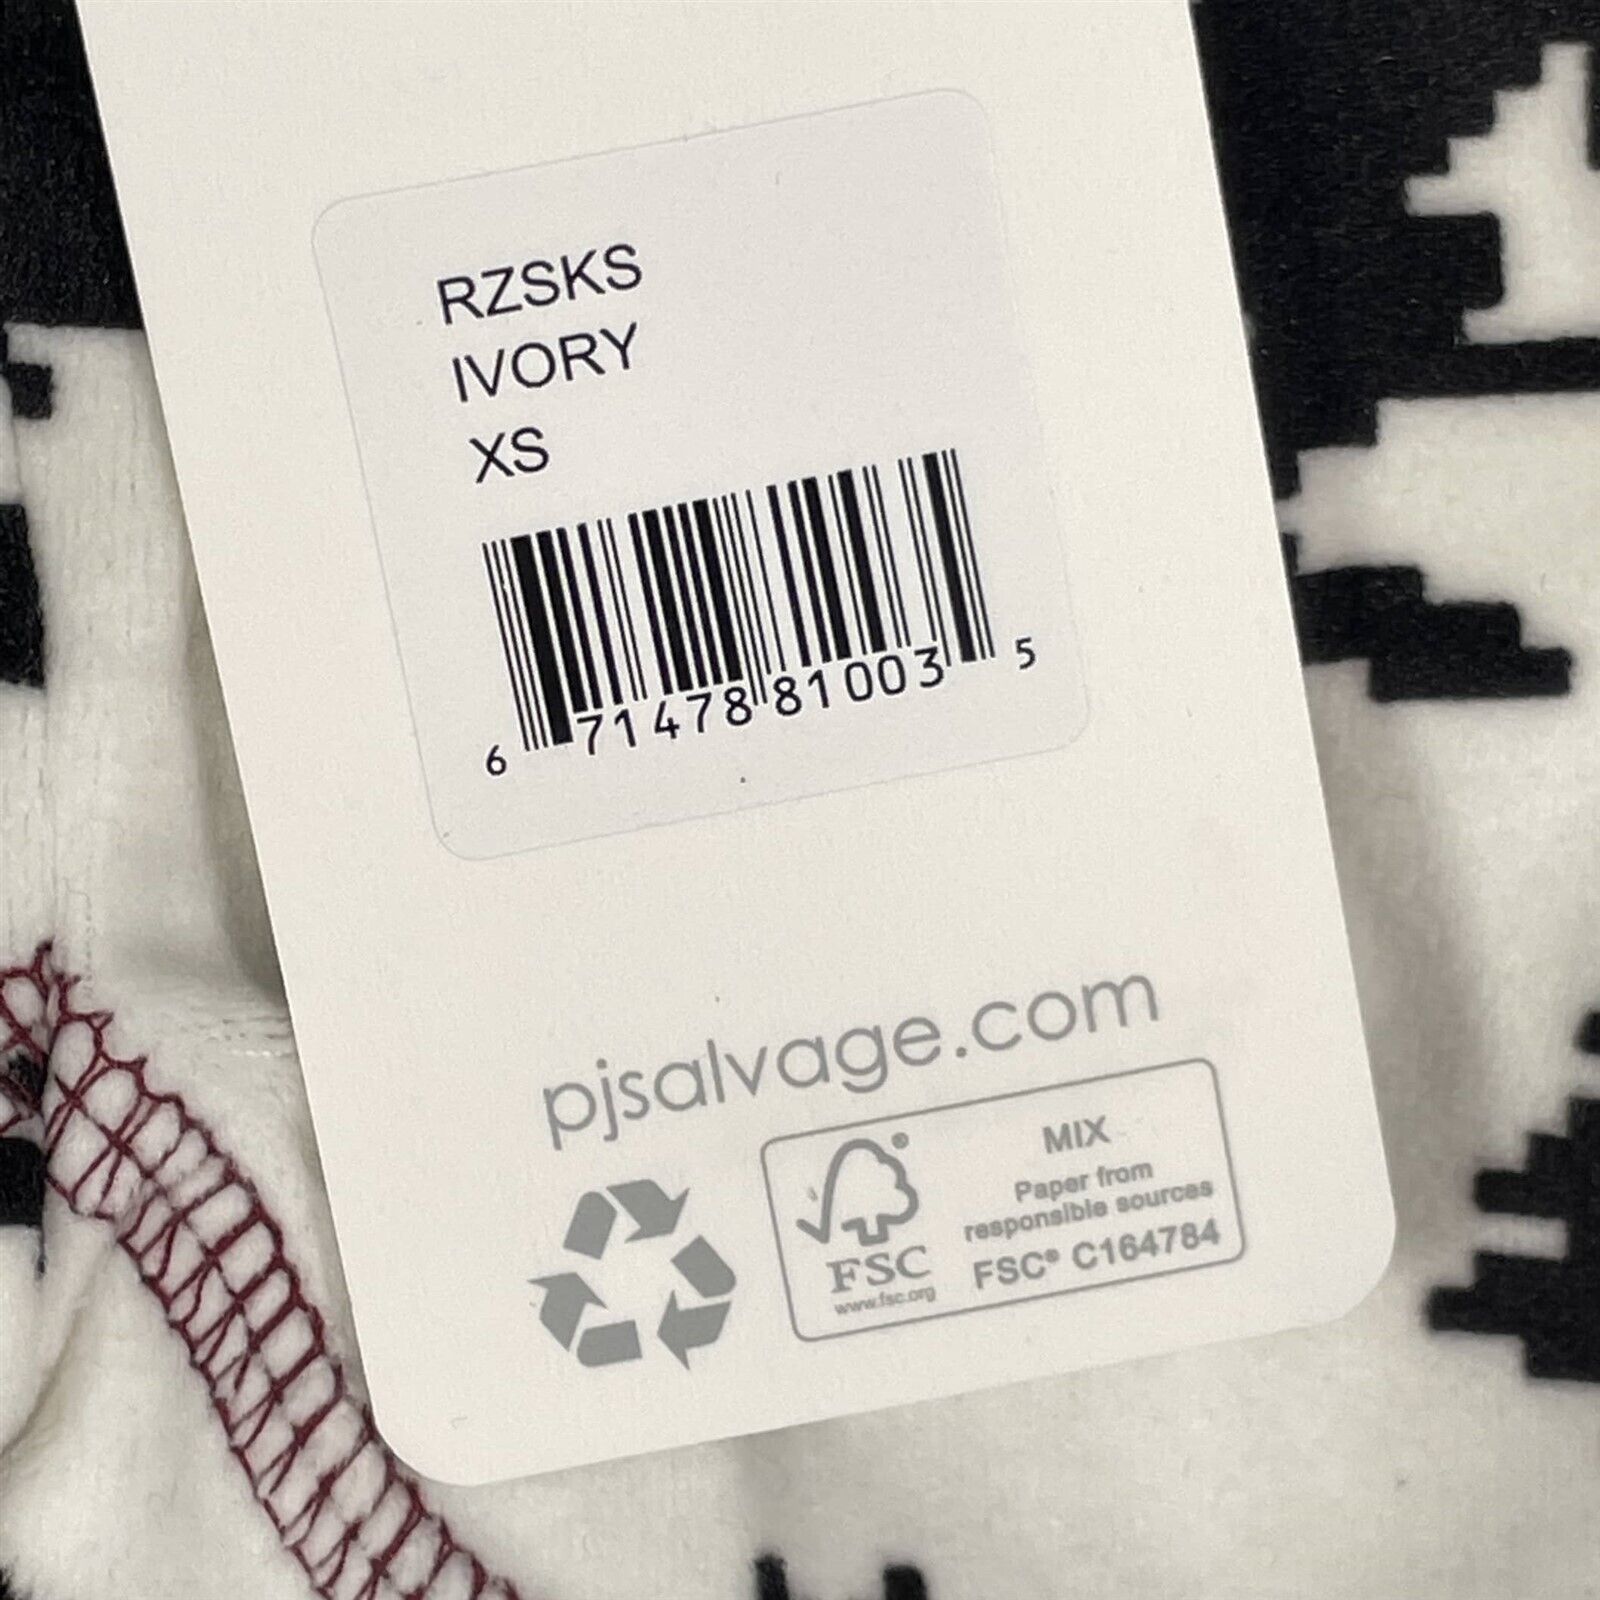 RZSKS
IVORY
XS
6 71478 81003 5
pjsalvage.com
®
MIX
Paper from
responsible sources
FSC
www.fsc.org
FSC® C164784